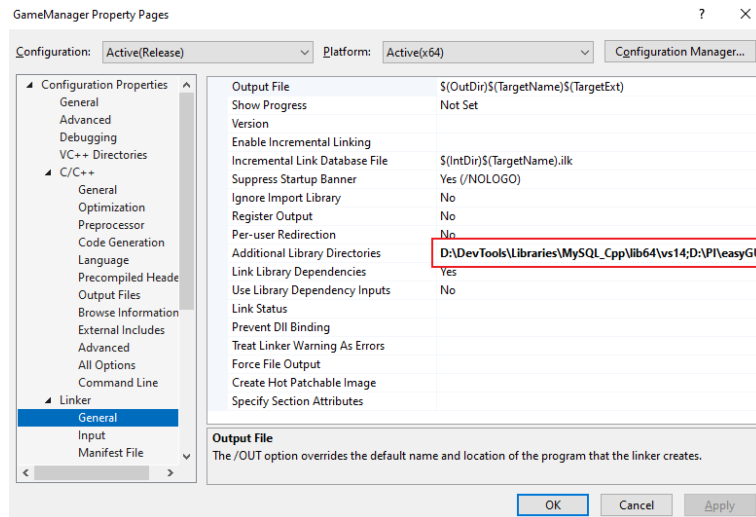 GameManager Property Pages
? ×
Configuration: Active(Release) Platform: Active(x64) Configuration Manager...
Configuration Properties
General
Advanced
Debugging
VC++ Directories
C/C++
General
Optimization
Preprocessor
Code Generation
Language
Precompiled Heade
Output Files
Browse Information
External Includes
Advanced
All Options
Command Line
Linker
General
Input
Manifest File
Output File $(OutDir)$(TargetName)$(TargetExt)
Show Progress Not Set
Version
Enable Incremental Linking
Incremental Link Database File $(IntDir)$(TargetName).ilk
Suppress Startup Banner Yes (/NOLOGO)
Ignore Import Library No
Register Output No
Per-user Redirection No
Additional Library Directories D:\DevTools\Libraries\MySQL_Cpp\lib64\vs14;D:\PI\easyGU
Link Library Dependencies Yes
Use Library Dependency Inputs No
Link Status
Prevent Dll Binding
Treat Linker Warning As Errors
Force File Output
Create Hot Patchable Image
Specify Section Attributes
Output File
The /OUT option overrides the default name and location of the program that the linker creates.
OK Cancel Apply